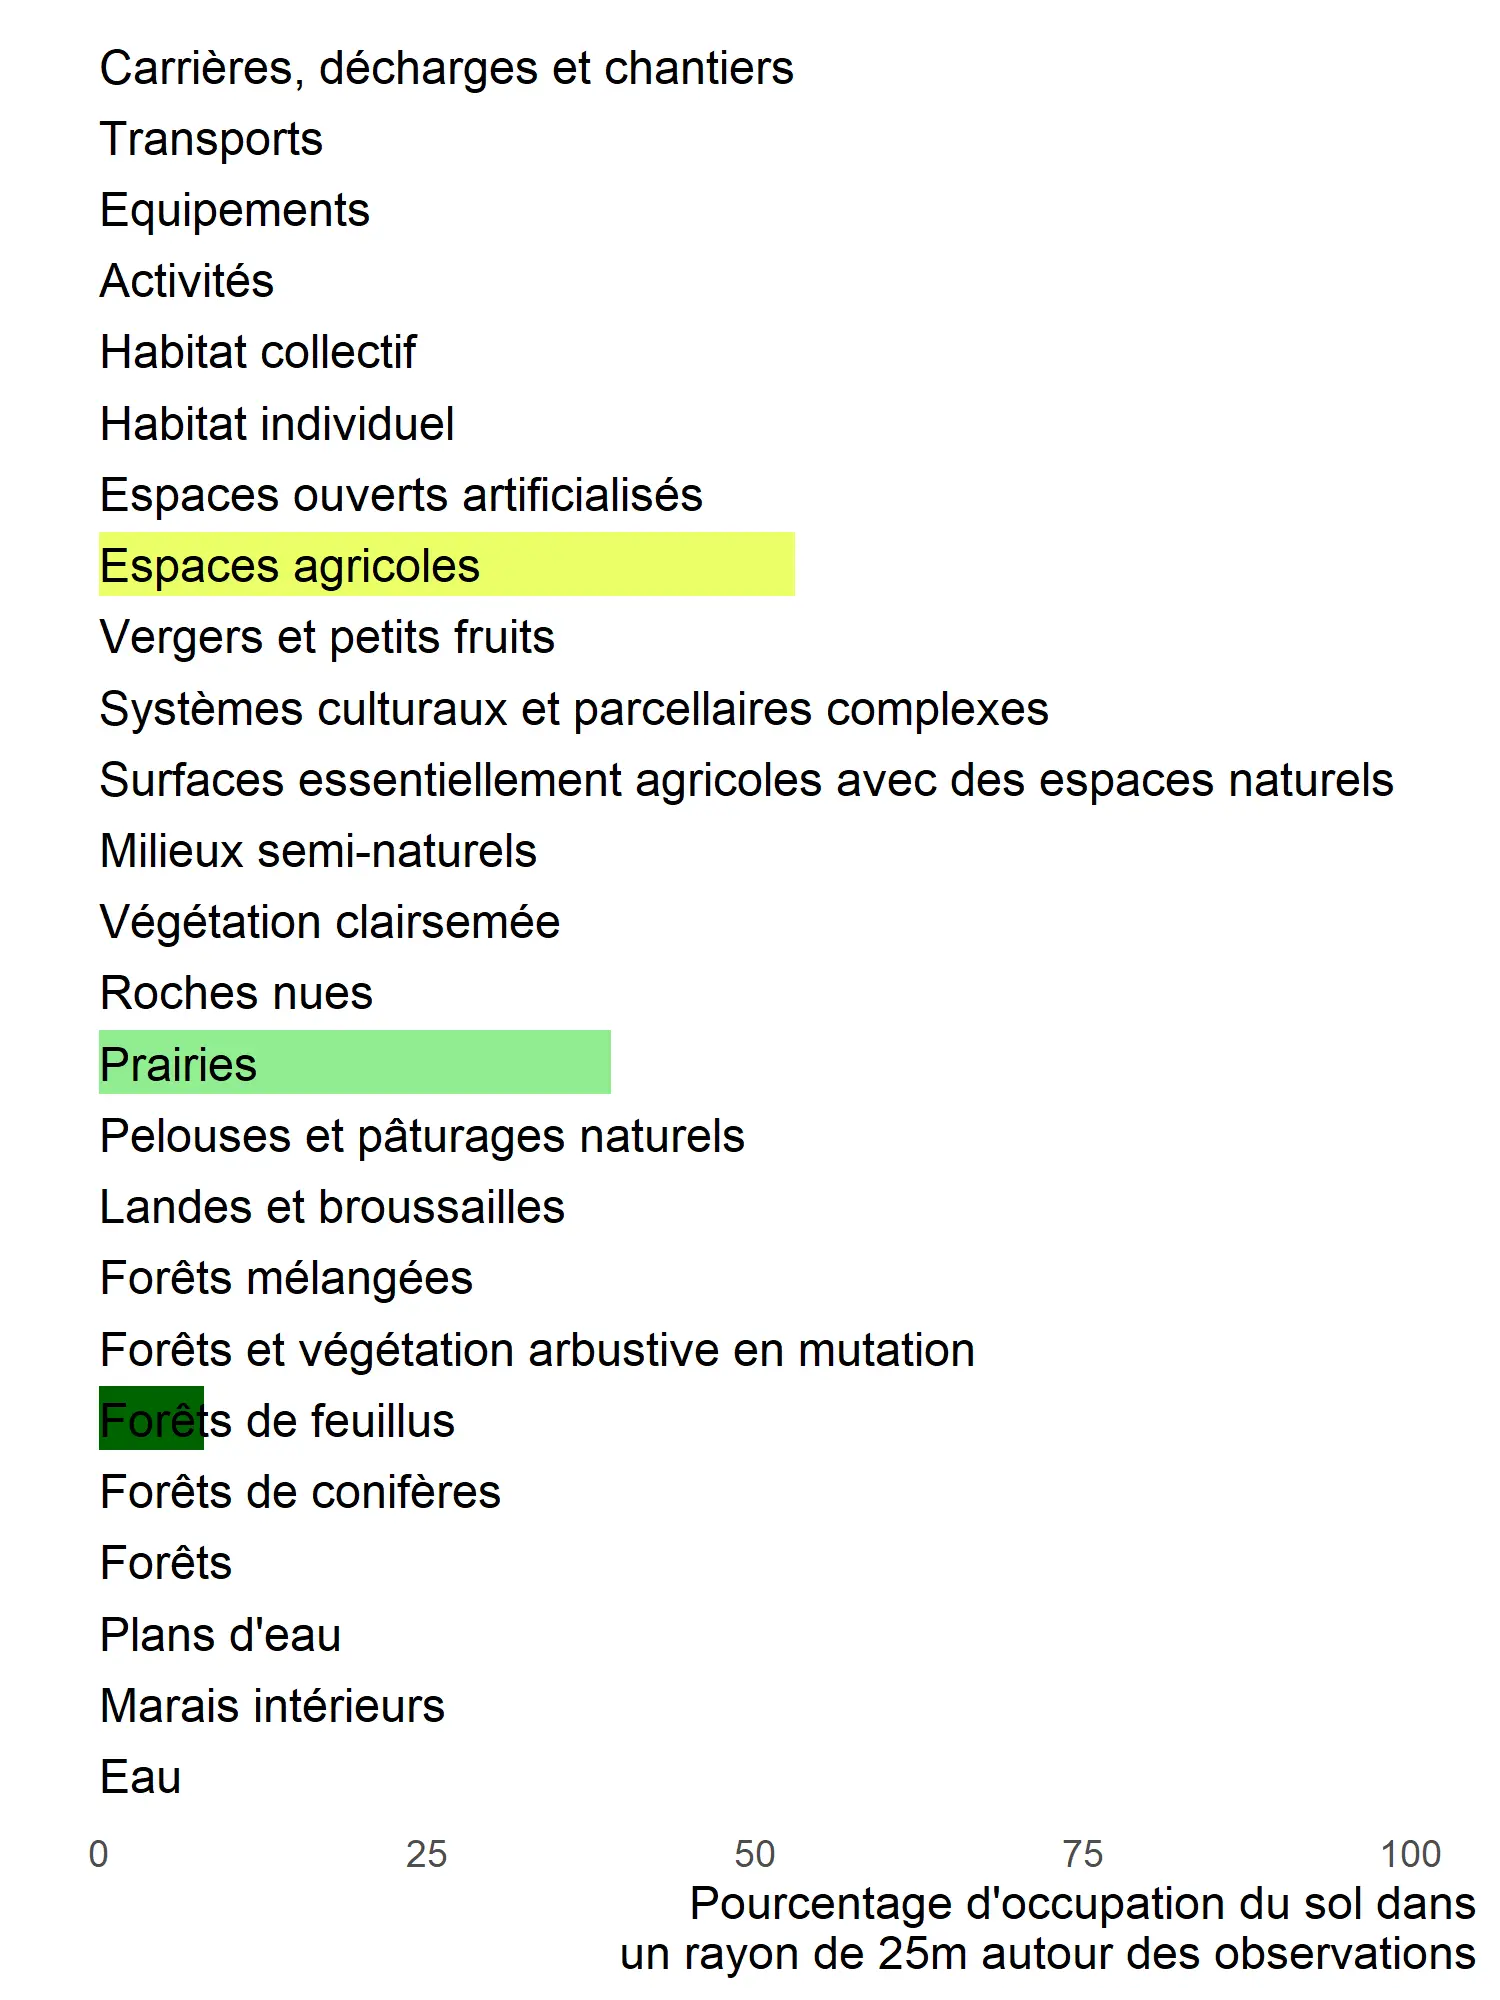 Carrières, décharges et chantiers
Transports
Equipements
Activités
Habitat collectif
Habitat individuel
Espaces ouverts artificialisés
Espaces agricoles
Vergers et petits fruits
Systèmes culturaux et parcellaires complexes
Surfaces essentiellement agricoles avec des espaces naturels
Milieux semi-naturels
Végétation clairsemée
Roches nues
Prairies
Pelouses et pâturages naturels
Landes et broussailles
Forêts mélangées
Forêts et végétation arbustive en mutation
Forêts de feuillus
Forêts de conifères
Forêts
Plans d'eau
Marais intérieurs
Eau
0 25 50 75 100
Pourcentage d'occupation du sol dans
un rayon de 25m autour des observations